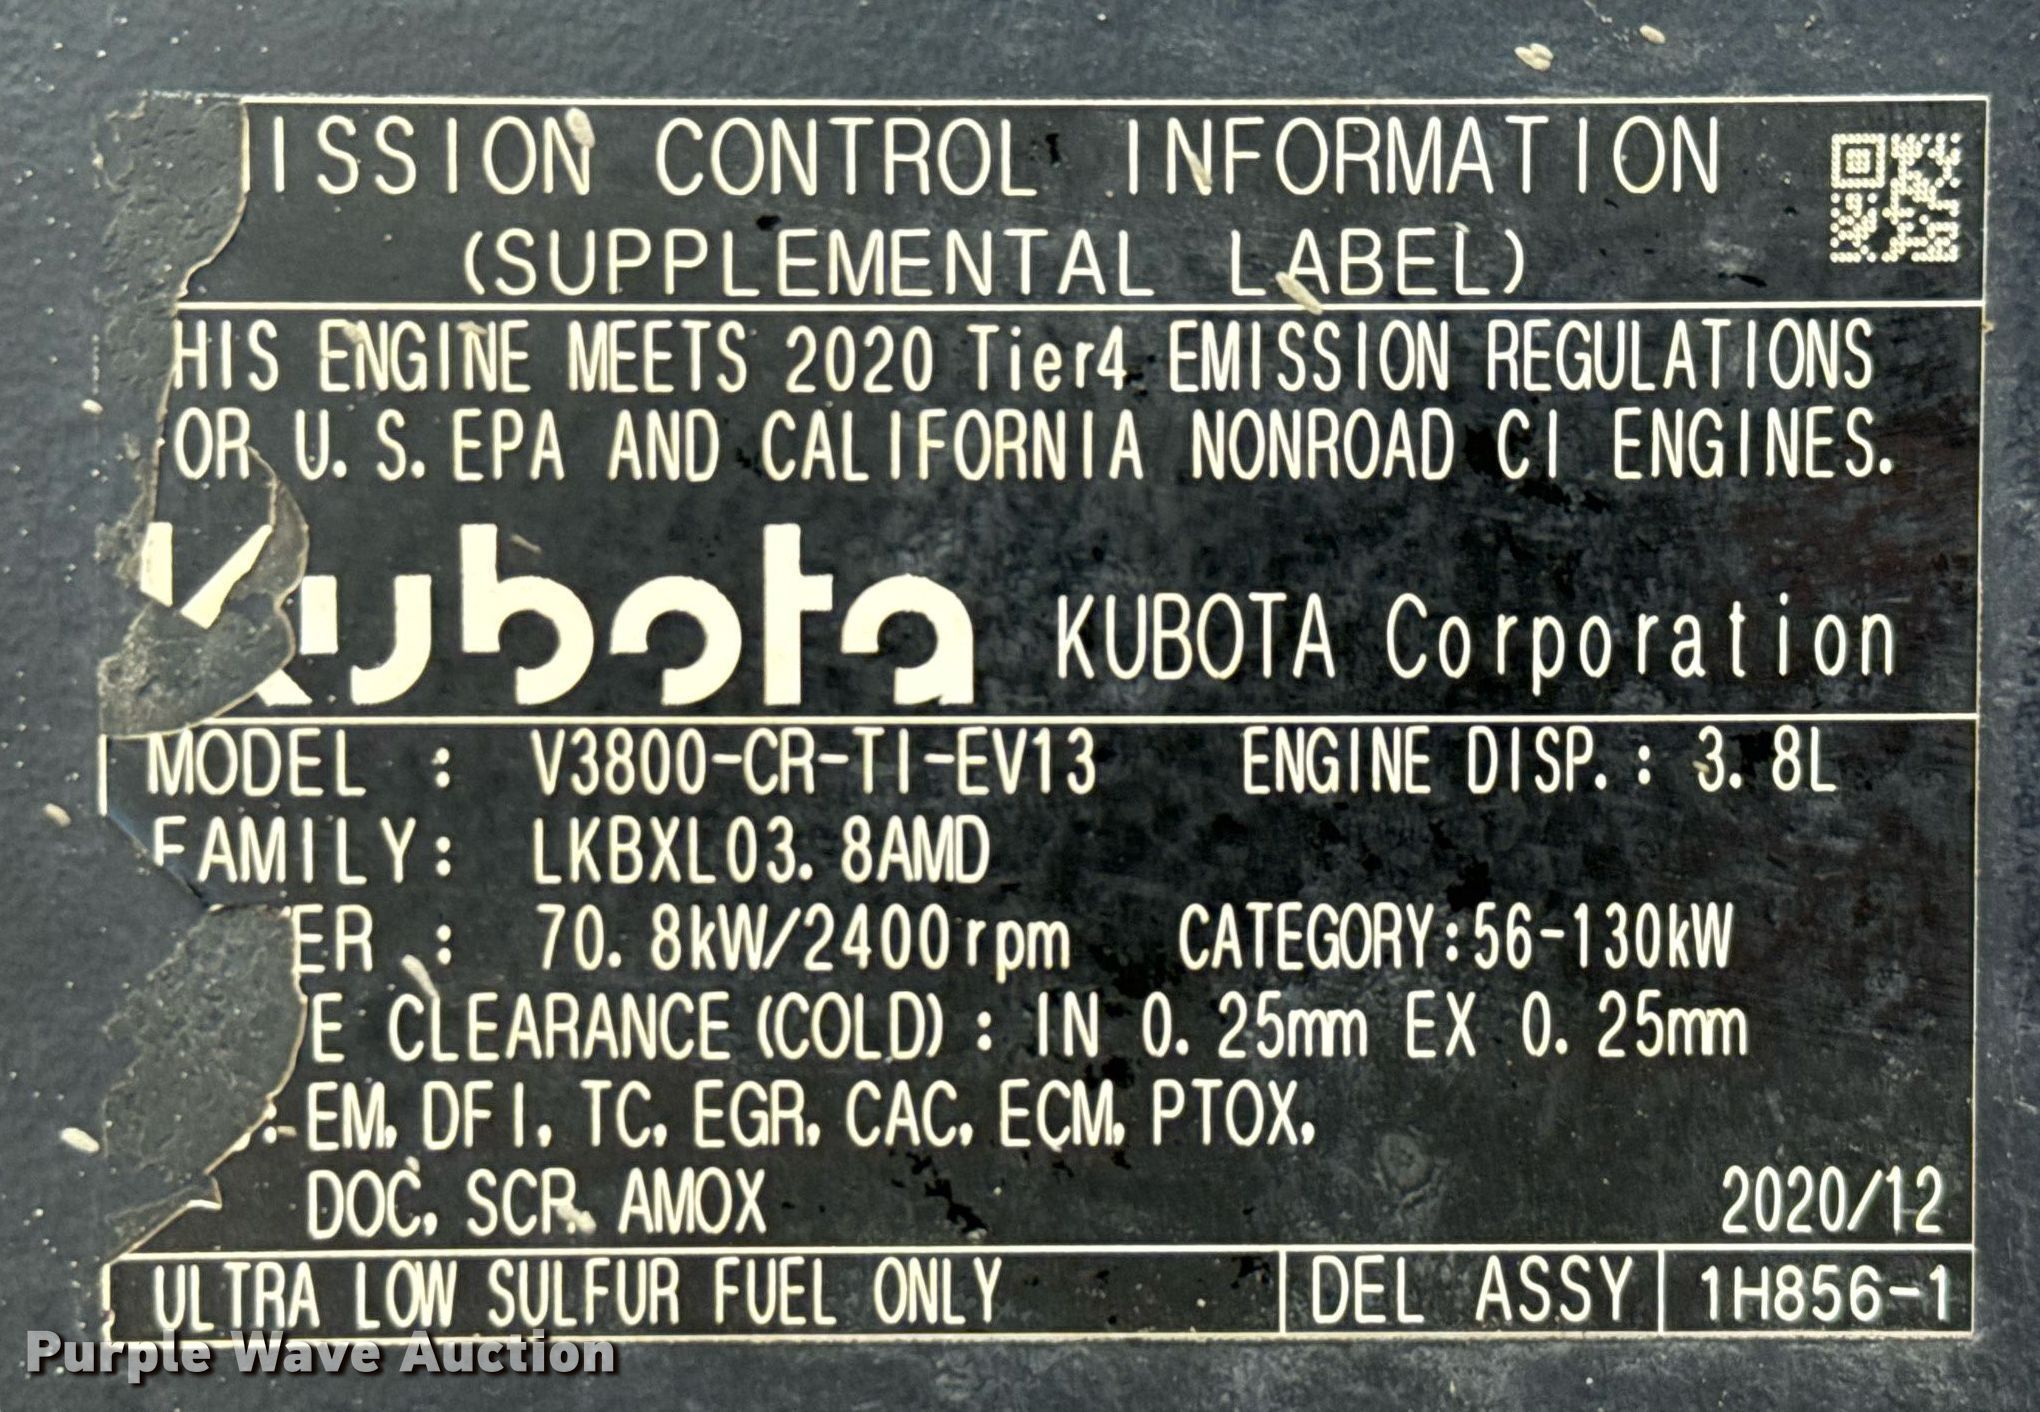 ISSION CONTROL INFORMATION
(SUPPLEMENTAL LABEL)
HIS ENGINE MEETS 2020 Tier4 EMISSION REGULATIONS
OR U.S.EPA AND CALIFORNIA NONROAD CI ENGINES.
Kubota KUBOTA Corporation
MODEL : V3800-CR-TI-EV13 ENGINE DISP.: 3.8L
FAMILY: LKBXL03.8AMD
ER : 70.8kW/2400rpm CATEGORY:56-130kW
E CLEARANCE(COLD): IN 0.25mm EX 0.25mm
: EM, DFI, TC, EGR, CAC, ECM, PTOX,
DOC, SCR, AMOX
2020/12
ULTRA LOW SULFUR FUEL ONLY DEL ASSY 1H856-1
Purple Wave Auction